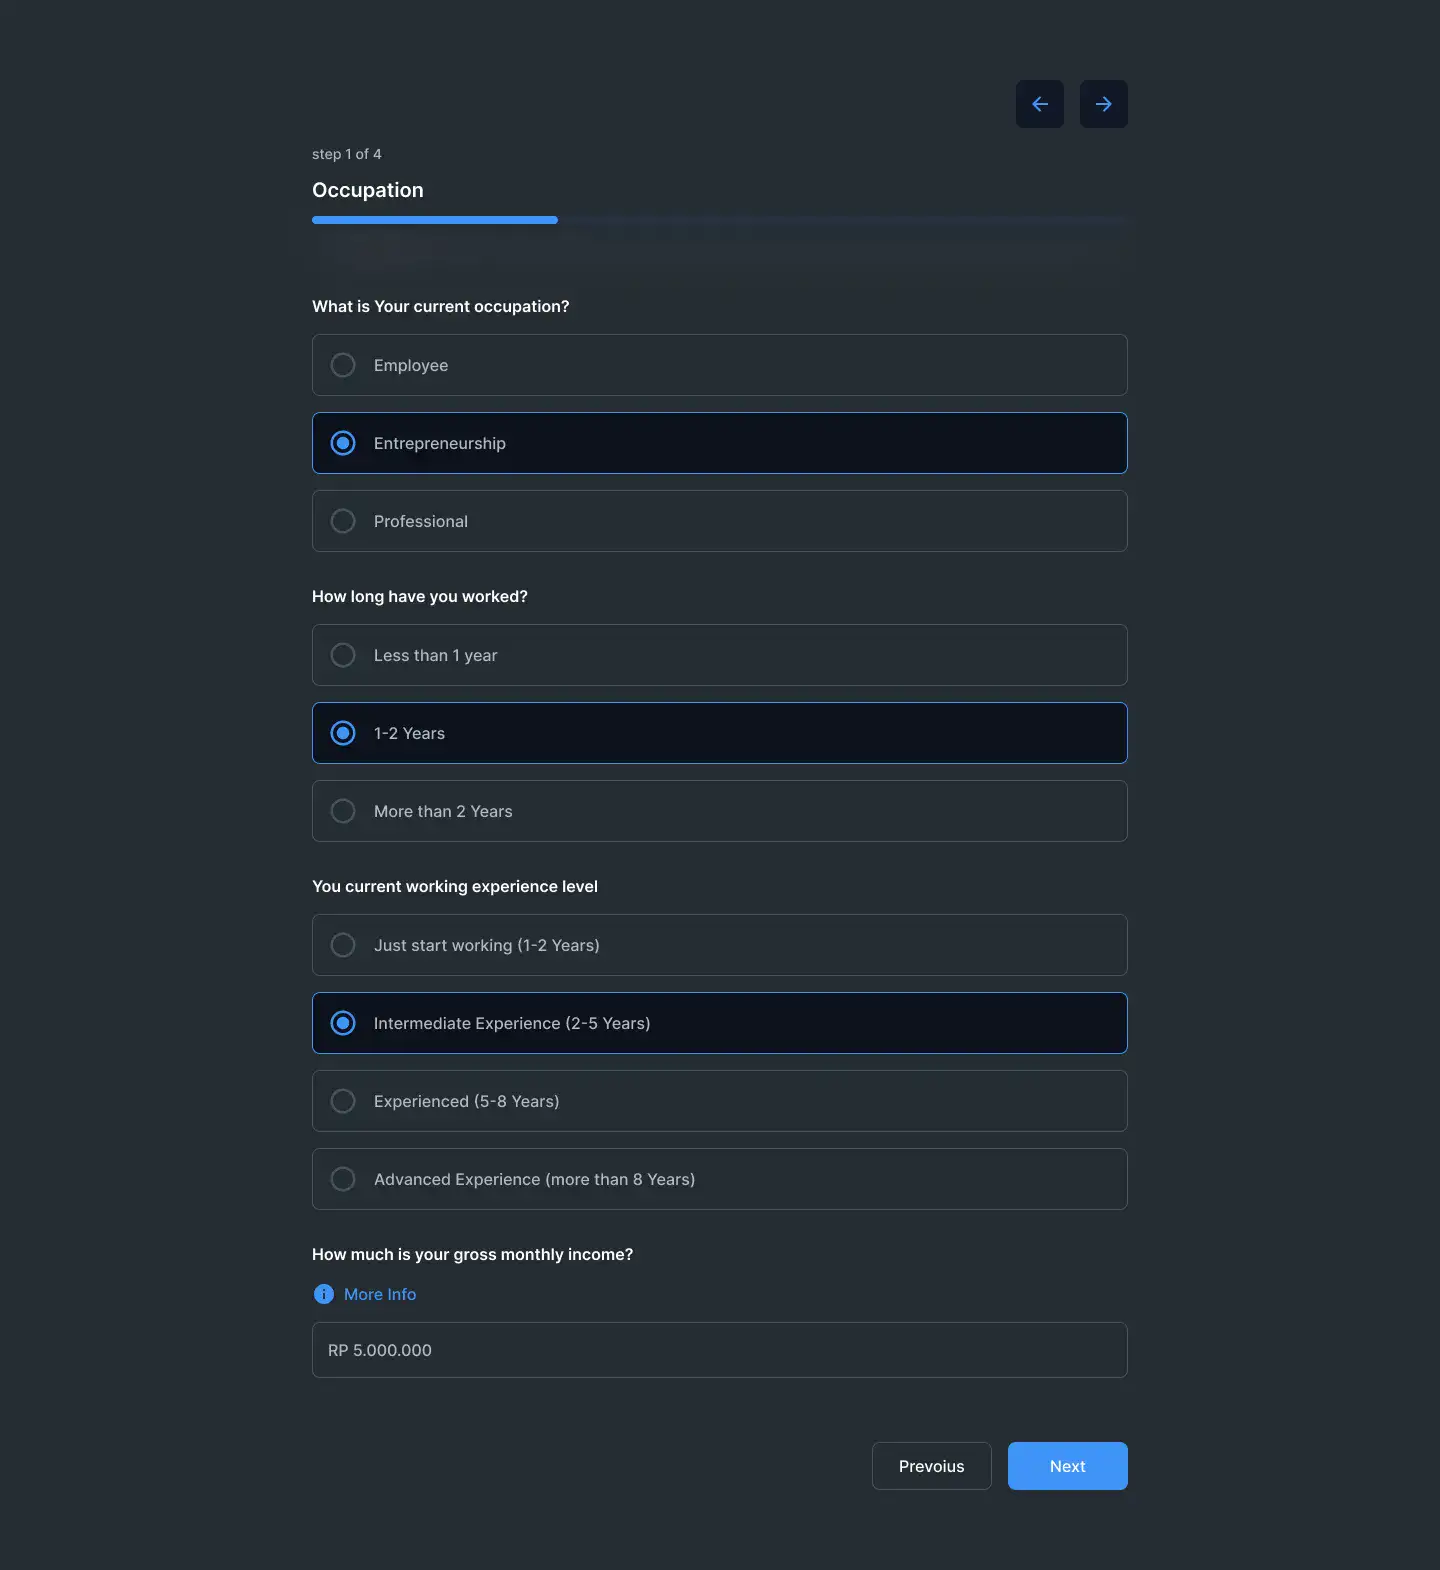 step 1 of 4
Occupation
What is Your current occupation?
Employee
Entrepreneurship
Professional
How long have you worked?
Less than 1 year
1-2 Years
More than 2 Years
You current working experience level
Just start working (1-2 Years)
Intermediate Experience (2-5 Years)
Experienced (5-8 Years)
Advanced Experience (more than 8 Years)
How much is your gross monthly income?
More Info
RP 5.000.000
Prevoius
Next